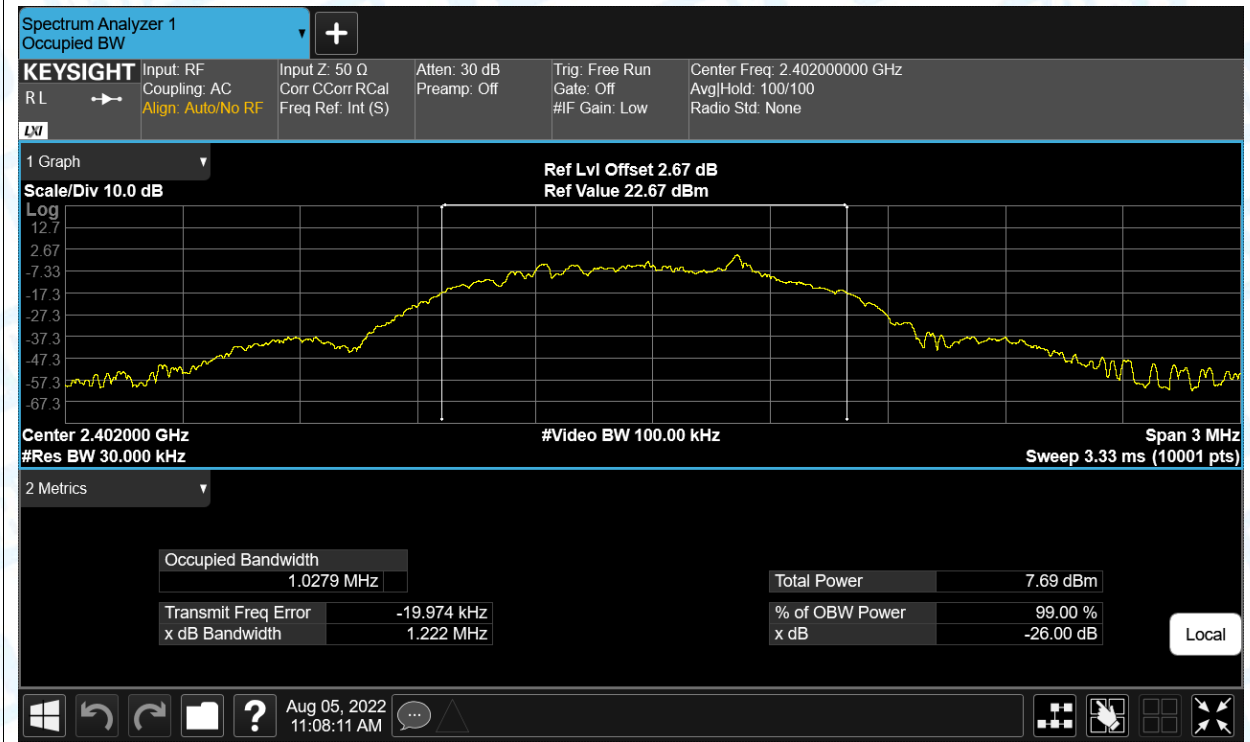 Spectrum Analyzer 1
Occupied BW
KEYSIGHT
R L
LXI
Input: RF
Coupling: AC
Align: Auto/No RF
Input Z: 50 Ω
Corr CCorr RCal
Freq Ref: Int (S)
Atten: 30 dB
Preamp: Off
Trig: Free Run
Gate: Off
#IF Gain: Low
Center Freq: 2.402000000 GHz
Avg|Hold: 100/100
Radio Std: None
1 Graph
Scale/Div 10.0 dB
Ref Lvl Offset 2.67 dB
Ref Value 22.67 dBm
Log
12.7
2.67
-7.33
-17.3
-27.3
-37.3
-47.3
-57.3
-67.3
Center 2.402000 GHz
#Res BW 30.000 kHz
#Video BW 100.00 kHz
Span 3 MHz
Sweep 3.33 ms (10001 pts)
2 Metrics
Occupied Bandwidth
1.0279 MHz
Transmit Freq Error -19.974 kHz
x dB Bandwidth 1.222 MHz
Total Power 7.69 dBm
% of OBW Power 99.00 %
x dB -26.00 dB
Local
?
Aug 05, 2022
11:08:11 AM